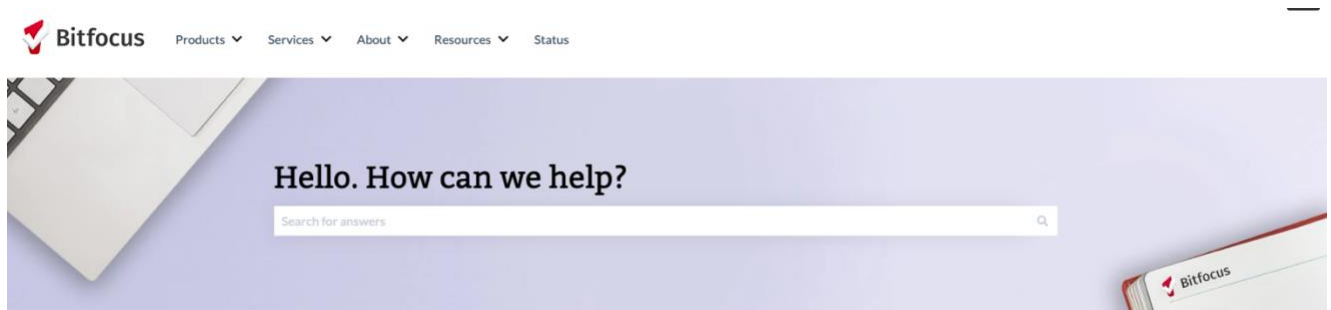 Bitfocus Products Services About Resources Status
Hello. How can we help?
Search for answers
Bitfocus